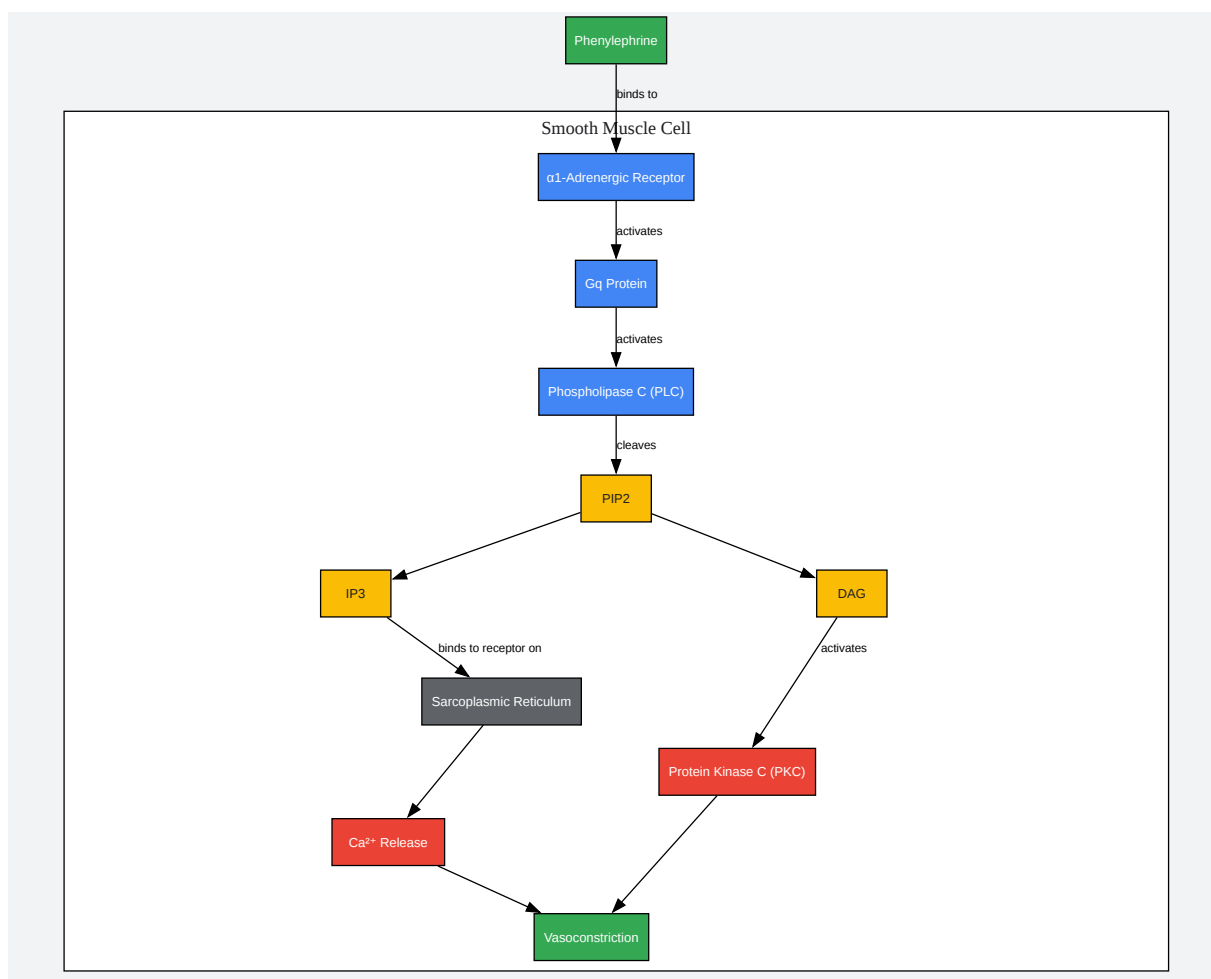 Phenylephrine
binds to
Smooth Muscle Cell
α1-Adrenergic Receptor
activates
Gq Protein
activates
Phospholipase C (PLC)
cleaves
PIP2
IP3
DAG
binds to receptor on
activates
Sarcoplasmic Reticulum
Protein Kinase C (PKC)
Ca²⁺ Release
Vasoconstriction